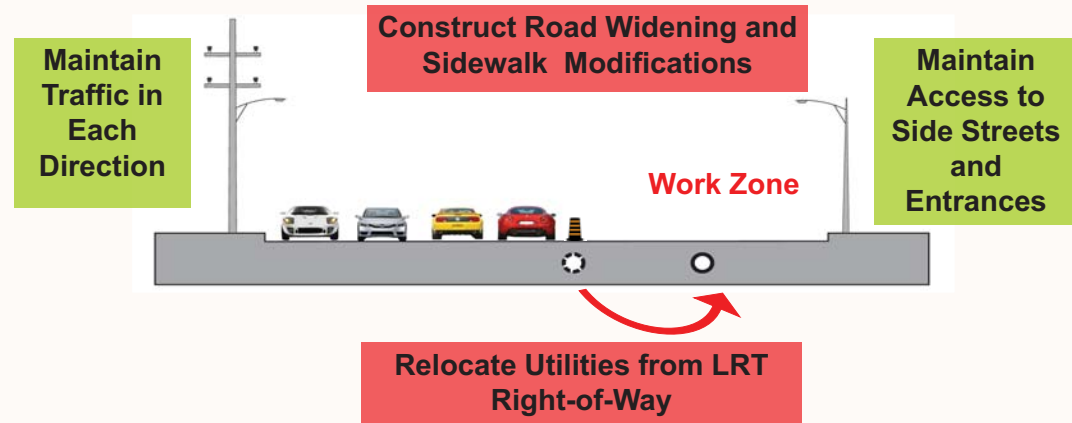 Maintain
Traffic in
Each
Direction
Construct Road Widening and
Sidewalk Modifications
Maintain
Access to
Side Streets
and
Entrances
Work Zone
Relocate Utilities from LRT
Right-of-Way